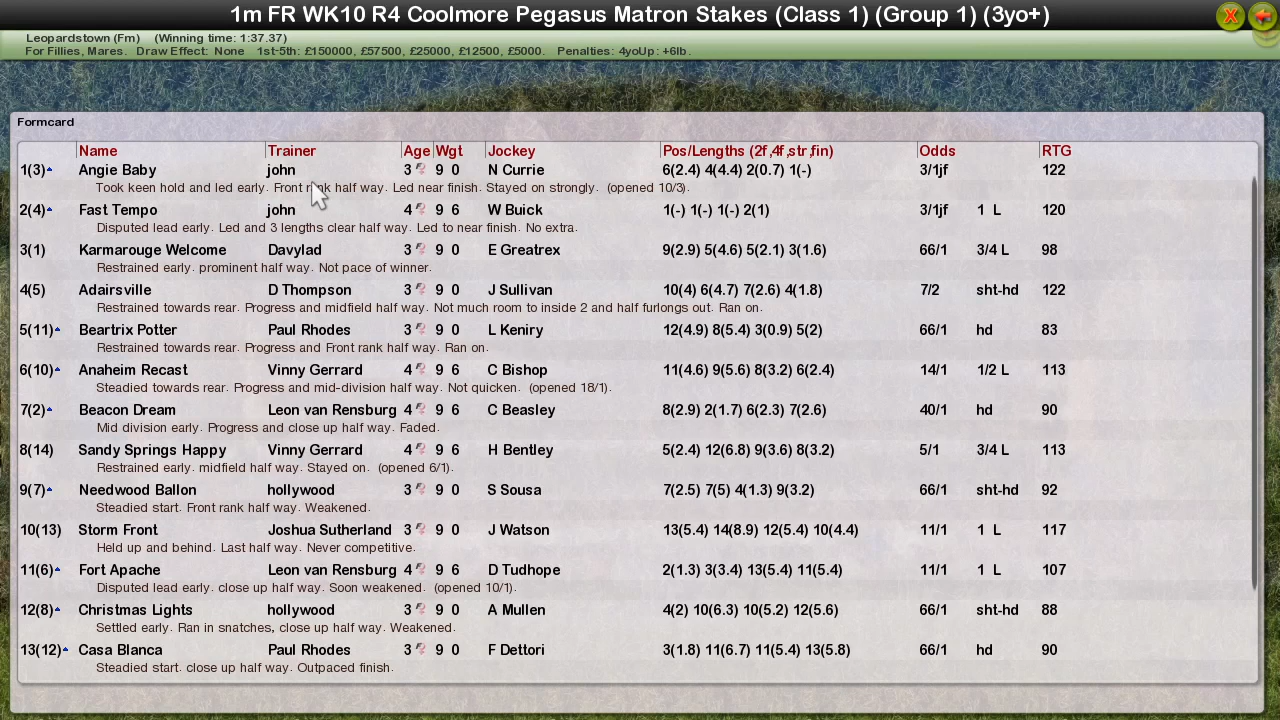 1m FR WK10 R4 Coolmore Pegasus Matron Stakes (Class 1) (Group 1) (3yo+)
Leopardstown (Fm) (Winning time: 1:37.37)
For Fillies, Mares. Draw Effect: None 1st-5th: £150000, £57500, £25000, £12500, £5000. Penalties: 4yoUp: +6lb.
Formcard
Name Trainer Age Wgt Jockey Pos/Lengths (2f,4f,str,fin) Odds RTG
1(3) Angie Baby john 3 9 0 N Currie 6(2.4) 4(4.4) 2(0.7) 1(-) 3/1jf 122
Took keen hold and led early. Front rank half way. Led near finish. Stayed on strongly. (opened 10/3).
2(4) Fast Tempo john 4 9 6 W Buick 1(-) 1(-) 1(-) 2(1) 3/1jf 1 L 120
Disputed lead early. Led and 3 lengths clear half way. Led to near finish. No extra.
3(1) Karmarouge Welcome Davylad 3 9 0 E Greatrex 9(2.9) 5(4.6) 5(2.1) 3(1.6) 66/1 3/4 L 98
Restrained early. prominent half way. Not pace of winner.
4(5) Adairsville D Thompson 3 9 0 J Sullivan 10(4) 6(4.7) 7(2.6) 4(1.8) 7/2 sht-hd 122
Restrained towards rear. Progress and midfield half way. Not much room to inside 2 and half furlongs out. Ran on.
5(11) Beartrix Potter Paul Rhodes 3 9 0 L Keniry 12(4.9) 8(5.4) 3(0.9) 5(2) 66/1 hd 83
Restrained towards rear. Progress and Front rank half way. Ran on.
6(10) Anaheim Recast Vinny Gerrard 4 9 6 C Bishop 11(4.6) 9(5.6) 8(3.2) 6(2.4) 14/1 1/2 L 113
Steadied towards rear. Progress and mid-division half way. Not quicken. (opened 18/1).
7(2) Beacon Dream Leon van Rensburg 4 9 6 C Beasley 8(2.9) 2(1.7) 6(2.3) 7(2.6) 40/1 hd 90
Mid division early. Progress and close up half way. Faded.
8(14) Sandy Springs Happy Vinny Gerrard 4 9 6 H Bentley 5(2.4) 12(6.8) 9(3.6) 8(3.2) 5/1 3/4 L 113
Restrained early. midfield half way. Stayed on. (opened 6/1).
9(7) Needwood Ballon hollywood 3 9 0 S Sousa 7(2.5) 7(5) 4(1.3) 9(3.2) 66/1 sht-hd 92
Steadied start. Front rank half way. Weakened.
10(13) Storm Front Joshua Sutherland 3 9 0 J Watson 13(5.4) 14(8.9) 12(5.4) 10(4.4) 11/1 1 L 117
Held up and behind. Last half way. Never competitive.
11(6) Fort Apache Leon van Rensburg 4 9 6 D Tudhope 2(1.3) 3(3.4) 13(5.4) 11(5.4) 11/1 1 L 107
Disputed lead early. close up half way. Soon weakened. (opened 10/1).
12(8) Christmas Lights hollywood 3 9 0 A Mullen 4(2) 10(6.3) 10(5.2) 12(5.6) 66/1 sht-hd 88
Settled early. Ran in snatches, close up half way. Weakened.
13(12) Casa Blanca Paul Rhodes 3 9 0 F Dettori 3(1.8) 11(6.7) 11(5.4) 13(5.8) 66/1 hd 90
Steadied start. close up half way. Outpaced finish.